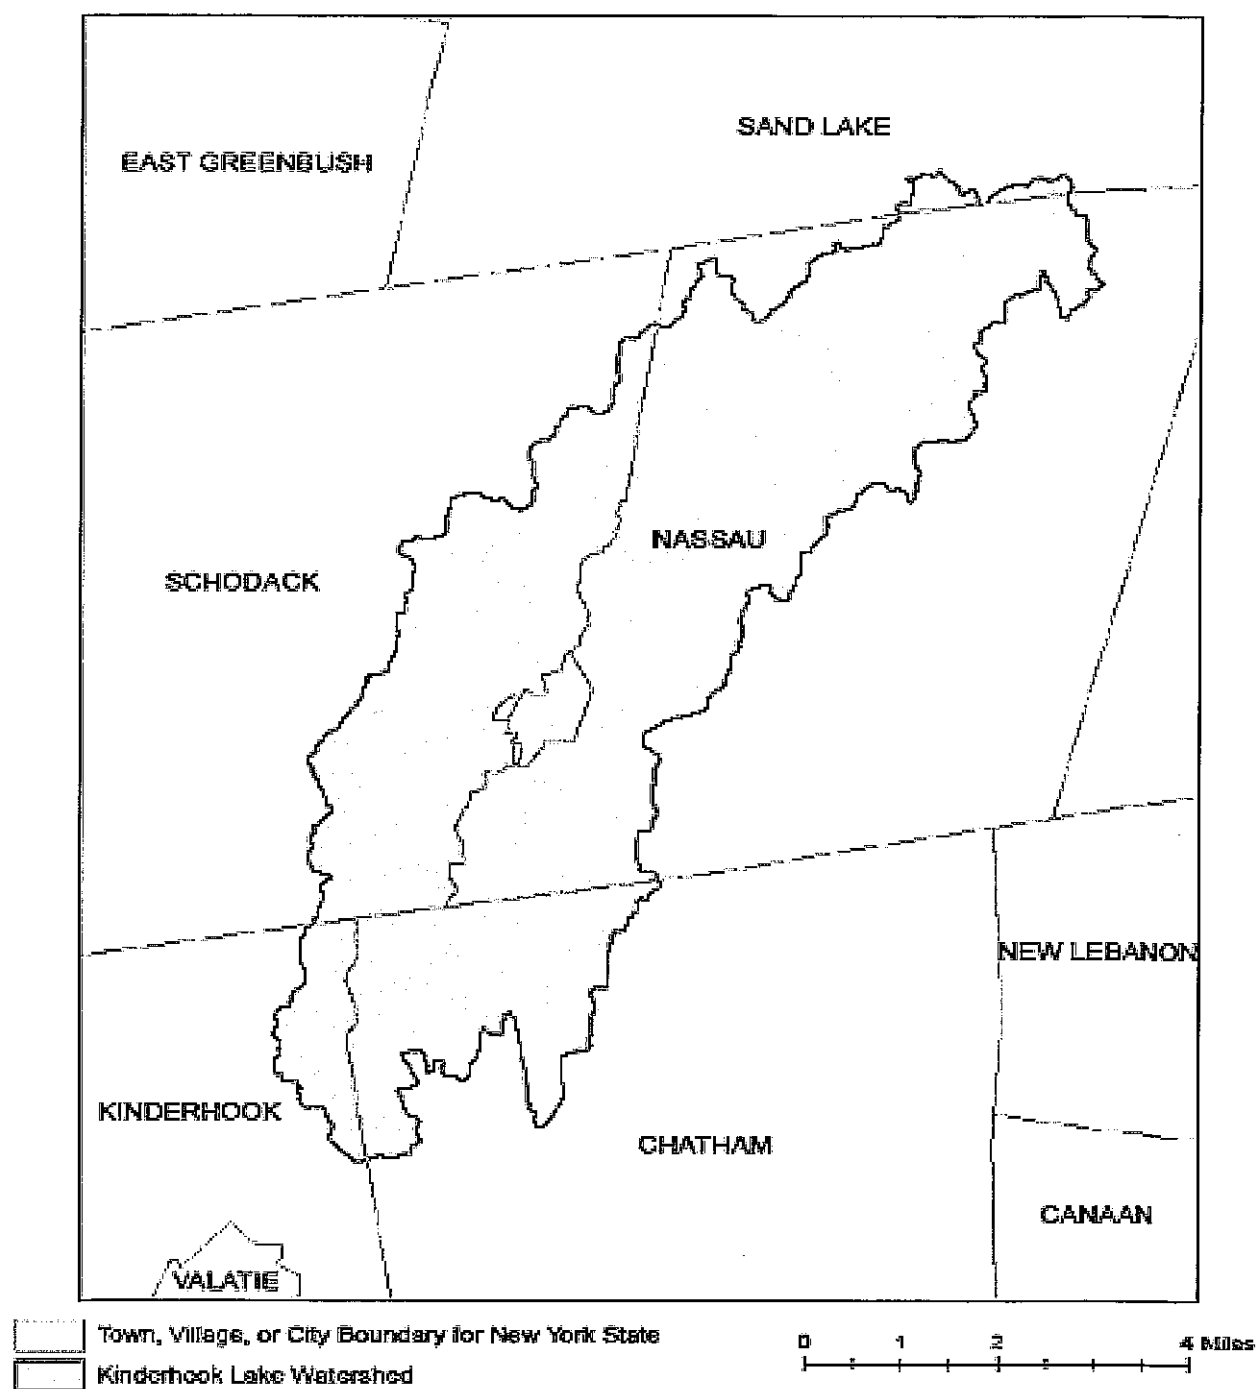 SAND LAKE
EAST GREENBUSH
NASSAU
SCHODACK
NEW LEBANON
KINDERHOOK
CHATHAM
CANAAN
VALATIE
Town, Village, or City Boundary for New York State
Kinderhook Lake Watershed
0 1 2 4 Miles